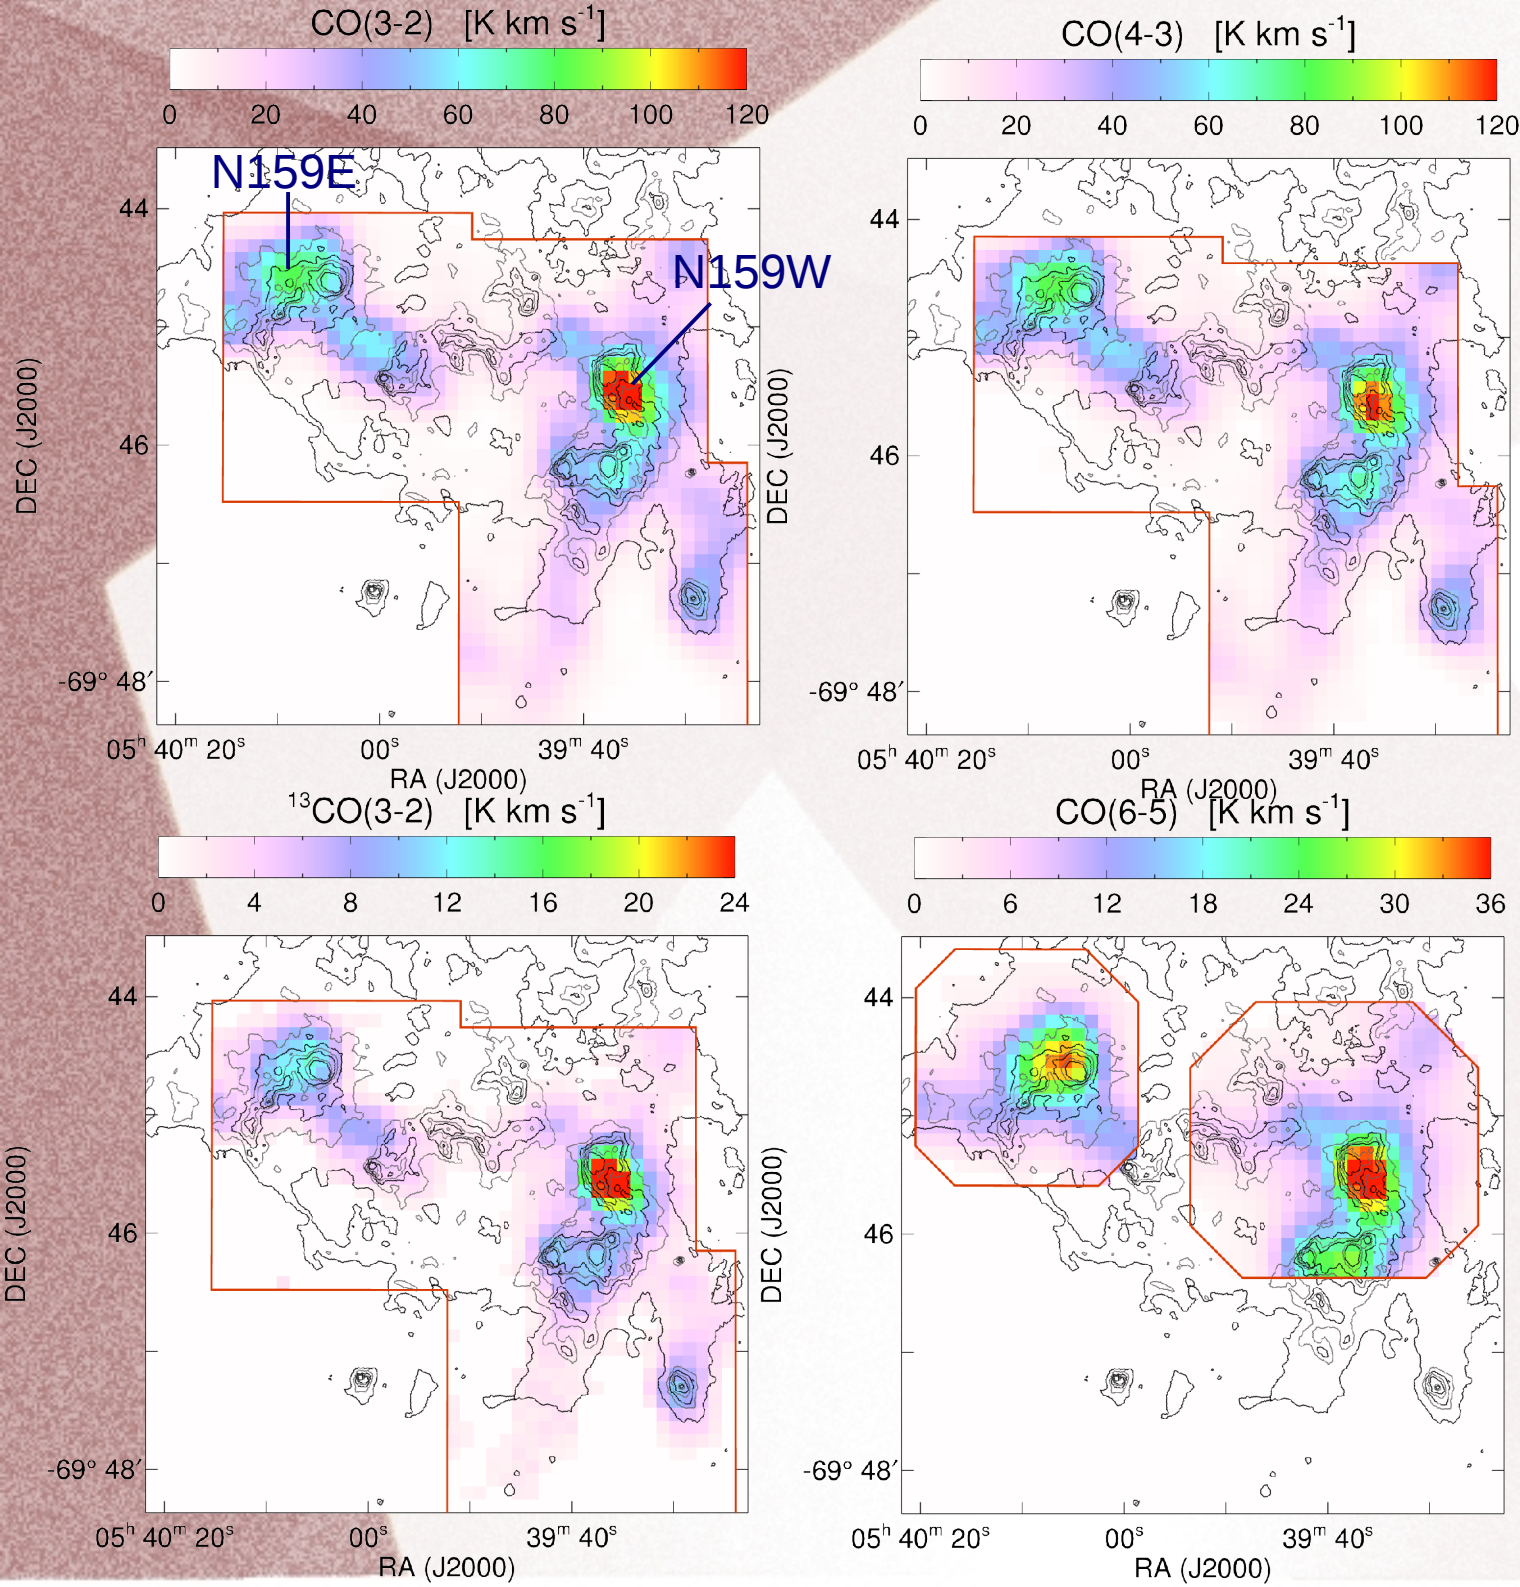 CO(3-2) [K km s⁻¹]
0 20 40 60 80 100 120
N159E
N159W
44
46
-69° 48′
DEC (J2000)
05ʰ 40ᵐ 20ˢ 00ˢ 39ᵐ 40ˢ
RA (J2000)
CO(4-3) [K km s⁻¹]
0 20 40 60 80 100 120
44
46
-69° 48′
DEC (J2000)
05ʰ 40ᵐ 20ˢ 00ˢ 39ᵐ 40ˢ
RA (J2000)
¹³CO(3-2) [K km s⁻¹]
0 4 8 12 16 20 24
44
46
-69° 48′
DEC (J2000)
05ʰ 40ᵐ 20ˢ 00ˢ 39ᵐ 40ˢ
RA (J2000)
CO(6-5) [K km s⁻¹]
0 6 12 18 24 30 36
44
46
-69° 48′
DEC (J2000)
05ʰ 40ᵐ 20ˢ 00ˢ 39ᵐ 40ˢ
RA (J2000)